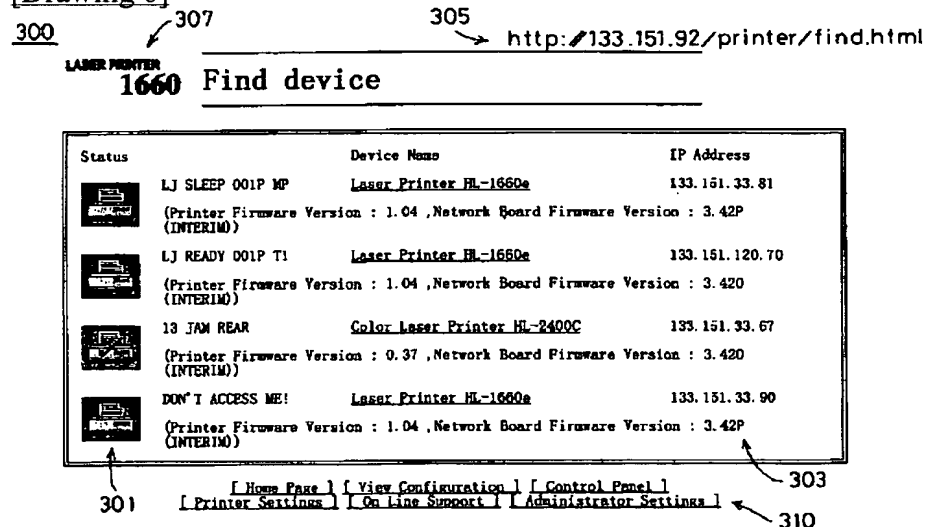 [Drawing 6]
300
307
305
http://133.151.92/printer/find.html
LASER PRINTER
1660 Find device
Status Device Name IP Address
LJ SLEEP 001P MP Laser Printer HL-1660e 133.151.33.81
(Printer Firmware Version : 1.04 ,Network Board Firmware Version : 3.42P
(INTERIM))
LJ READY 001P T1 Laser Printer HL-1660e 133.151.120.70
(Printer Firmware Version : 1.04 ,Network Board Firmware Version : 3.420
(INTERIM))
13 JAM REAR Color Laser Printer HL-2400C 133.151.33.67
(Printer Firmware Version : 0.37 ,Network Board Firmware Version : 3.420
(INTERIM))
DON'T ACCESS ME! Laser Printer HL-1660e 133.151.33.90
(Printer Firmware Version : 1.04 ,Network Board Firmware Version : 3.42P
(INTERIM))
301
303
[ Home Page ] [ View Configuration ] [ Control Panel ]
[ Printer Settings ] [ On Line Support ] [ Administrator Settings ]
310